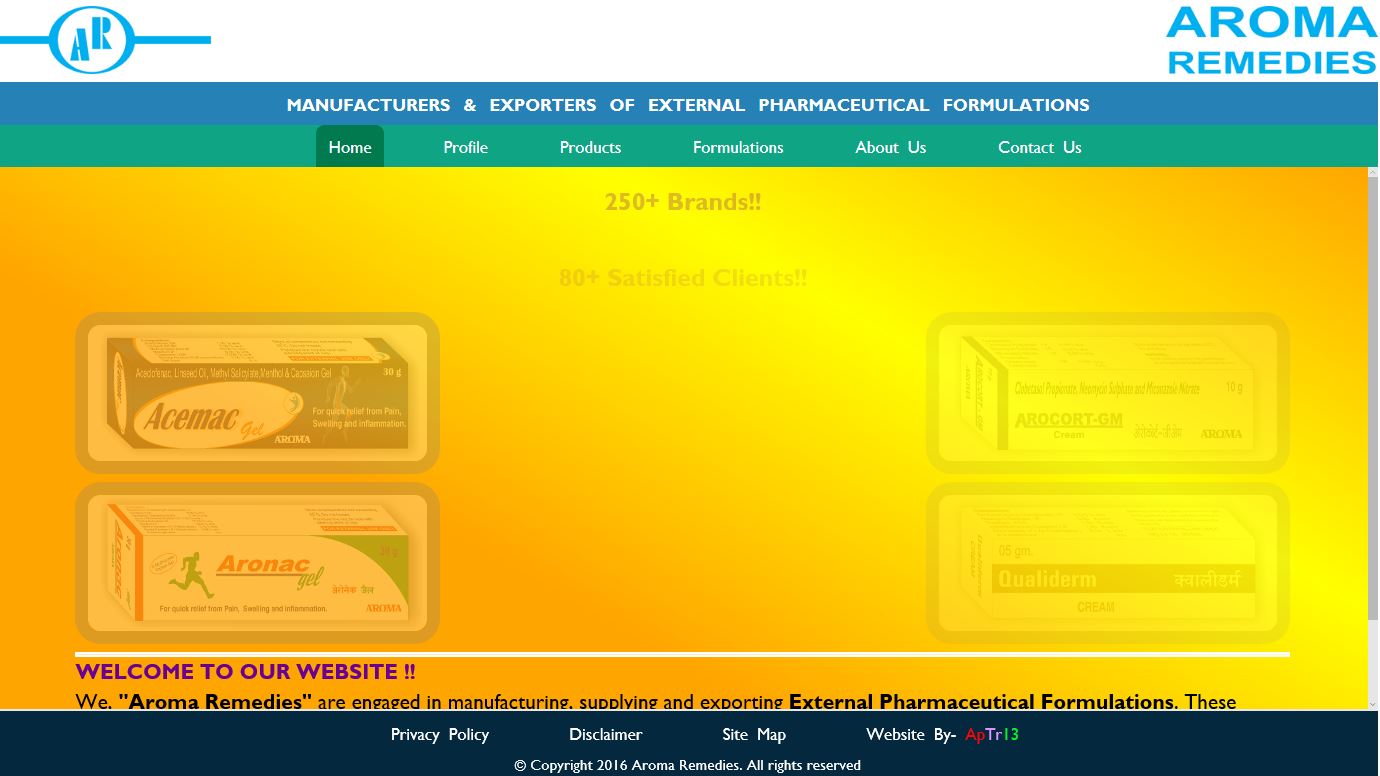 AR
AROMA
REMEDIES
MANUFACTURERS & EXPORTERS OF EXTERNAL PHARMACEUTICAL FORMULATIONS
Home Profile Products Formulations About Us Contact Us
250+ Brands!!
80+ Satisfied Clients!!
Aceclofenac, Linseed Oil, Methyl Salicylate,Menthol & Capsaicin Gel 30 g
Acemac Gel
For quick relief from Pain,
Swelling and inflammation.
AROMA
Clobetasol Propionate, Neomycin Sulphate and Miconazole Nitrate 10 g
AROCORT-GM
Cream
अेरोकोर्ट-जीऐम
AROMA
Aronac
30 g
Aronac gel
ऐरोनेक जैल
For quick relief from Pain, Swelling and inflammation.
AROMA
05 gm.
Qualiderm क्वालीडर्म
CREAM
WELCOME TO OUR WEBSITE !!
We, "Aroma Remedies" are engaged in manufacturing, supplying and exporting External Pharmaceutical Formulations. These
Privacy Policy Disclaimer Site Map Website By- ApTr13
© Copyright 2016 Aroma Remedies. All rights reserved